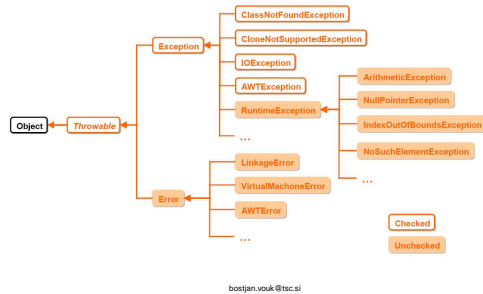 ClassNotFoundException
CloneNotSupportedException
Exception
IOException
AWTException
RuntimeException
...
ArithmeticException
NullPointerException
IndexOutOfBoundsException
NoSuchElementException
...
Object
Throwable
LinkageError
VirtualMachoneError
Error
AWTError
...
Checked
Unchecked
bostjan.vouk@tsc.si